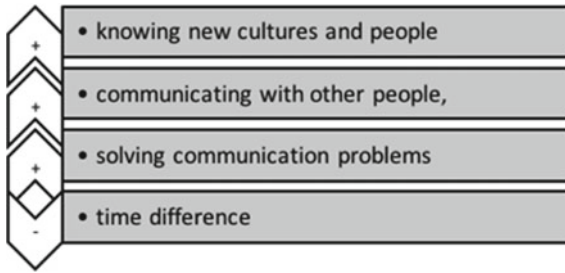 + • knowing new cultures and people
+ • communicating with other people,
+ • solving communication problems
- • time difference